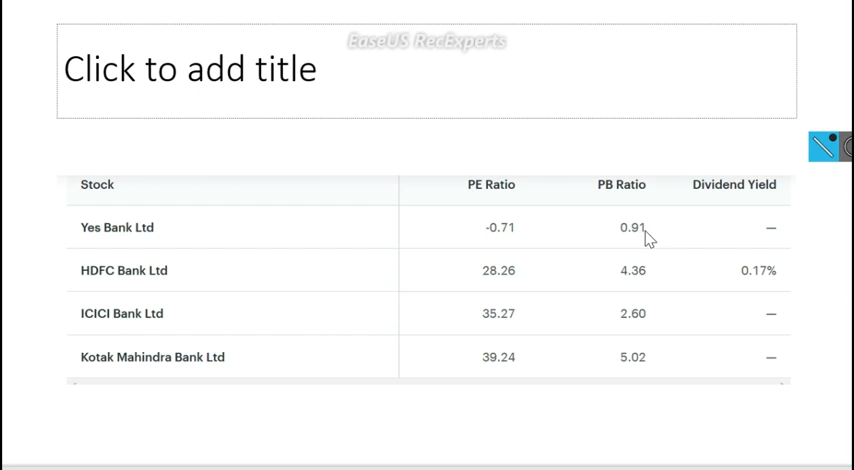 EaseUS RecExperts
Click to add title
Stock PE Ratio PB Ratio Dividend Yield
Yes Bank Ltd -0.71 0.91 —
HDFC Bank Ltd 28.26 4.36 0.17%
ICICI Bank Ltd 35.27 2.60 —
Kotak Mahindra Bank Ltd 39.24 5.02 —